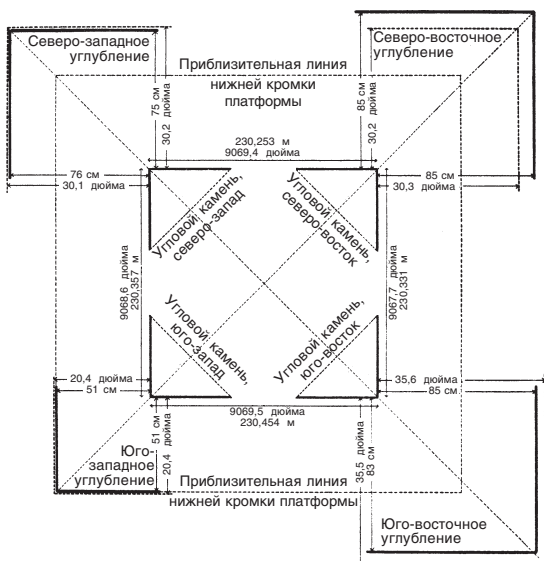 Северо-западное
углубление
Северо-восточное
углубление
Приблизительная линия
нижней кромки
платформы
75 см
30,2 дюйма
85 см
30,2 дюйма
230,253 м
9069,4 дюйма
76 см
30,1 дюйма
85 см
30,3 дюйма
Угловой камень,
северо-запад
Угловой камень,
северо-восток
9068,6 дюйма
230,357 м
9067,7 дюйма
230,331 м
Угловой камень,
юго-запад
Угловой камень,
юго-восток
20,4 дюйма
51 см
35,6 дюйма
85 см
9069,5 дюйма
230,454 м
51 см
20,4 дюйма
35,5 дюйма
83 см
Юго-
западное
углубление
Приблизительная линия
нижней кромки платформы
Юго-восточное
углубление